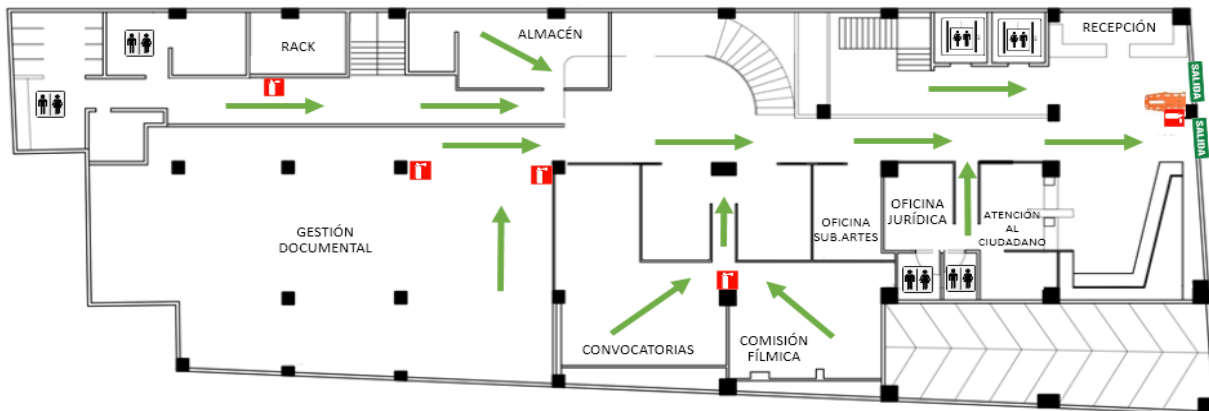 RACK
ALMACÉN
RECEPCIÓN
SALIDA
SALIDA
GESTIÓN
DOCUMENTAL
OFICINA
SUB.ARTES
OFICINA
JURÍDICA
ATENCIÓN
AL
CIUDADANO
CONVOCATORIAS
COMISIÓN
FÍLMICA